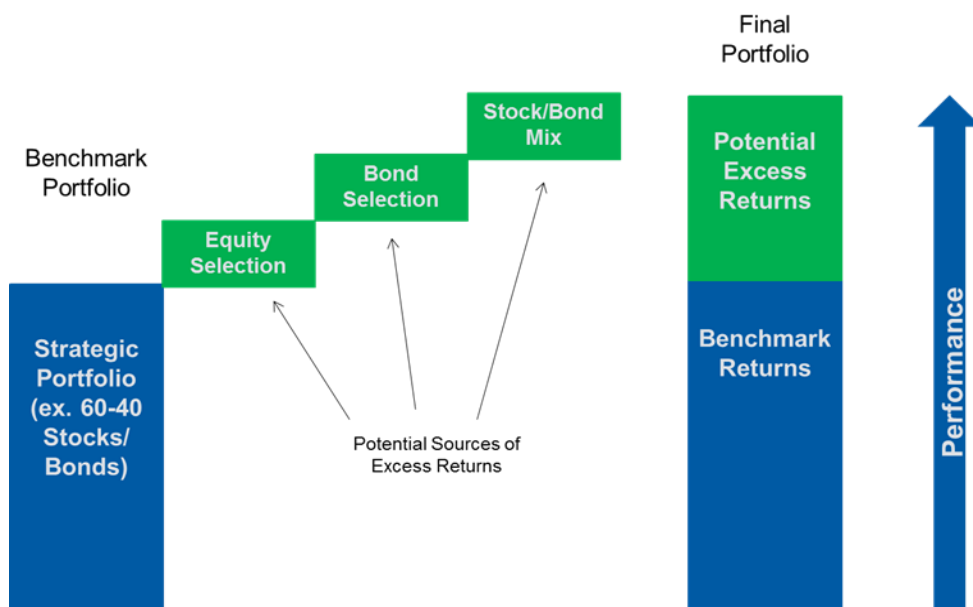 Benchmark
Portfolio
Strategic
Portfolio
(ex. 60-40
Stocks/
Bonds)
Equity
Selection
Bond
Selection
Stock/Bond
Mix
Potential Sources of
Excess Returns
Final
Portfolio
Potential
Excess
Returns
Benchmark
Returns
Performance